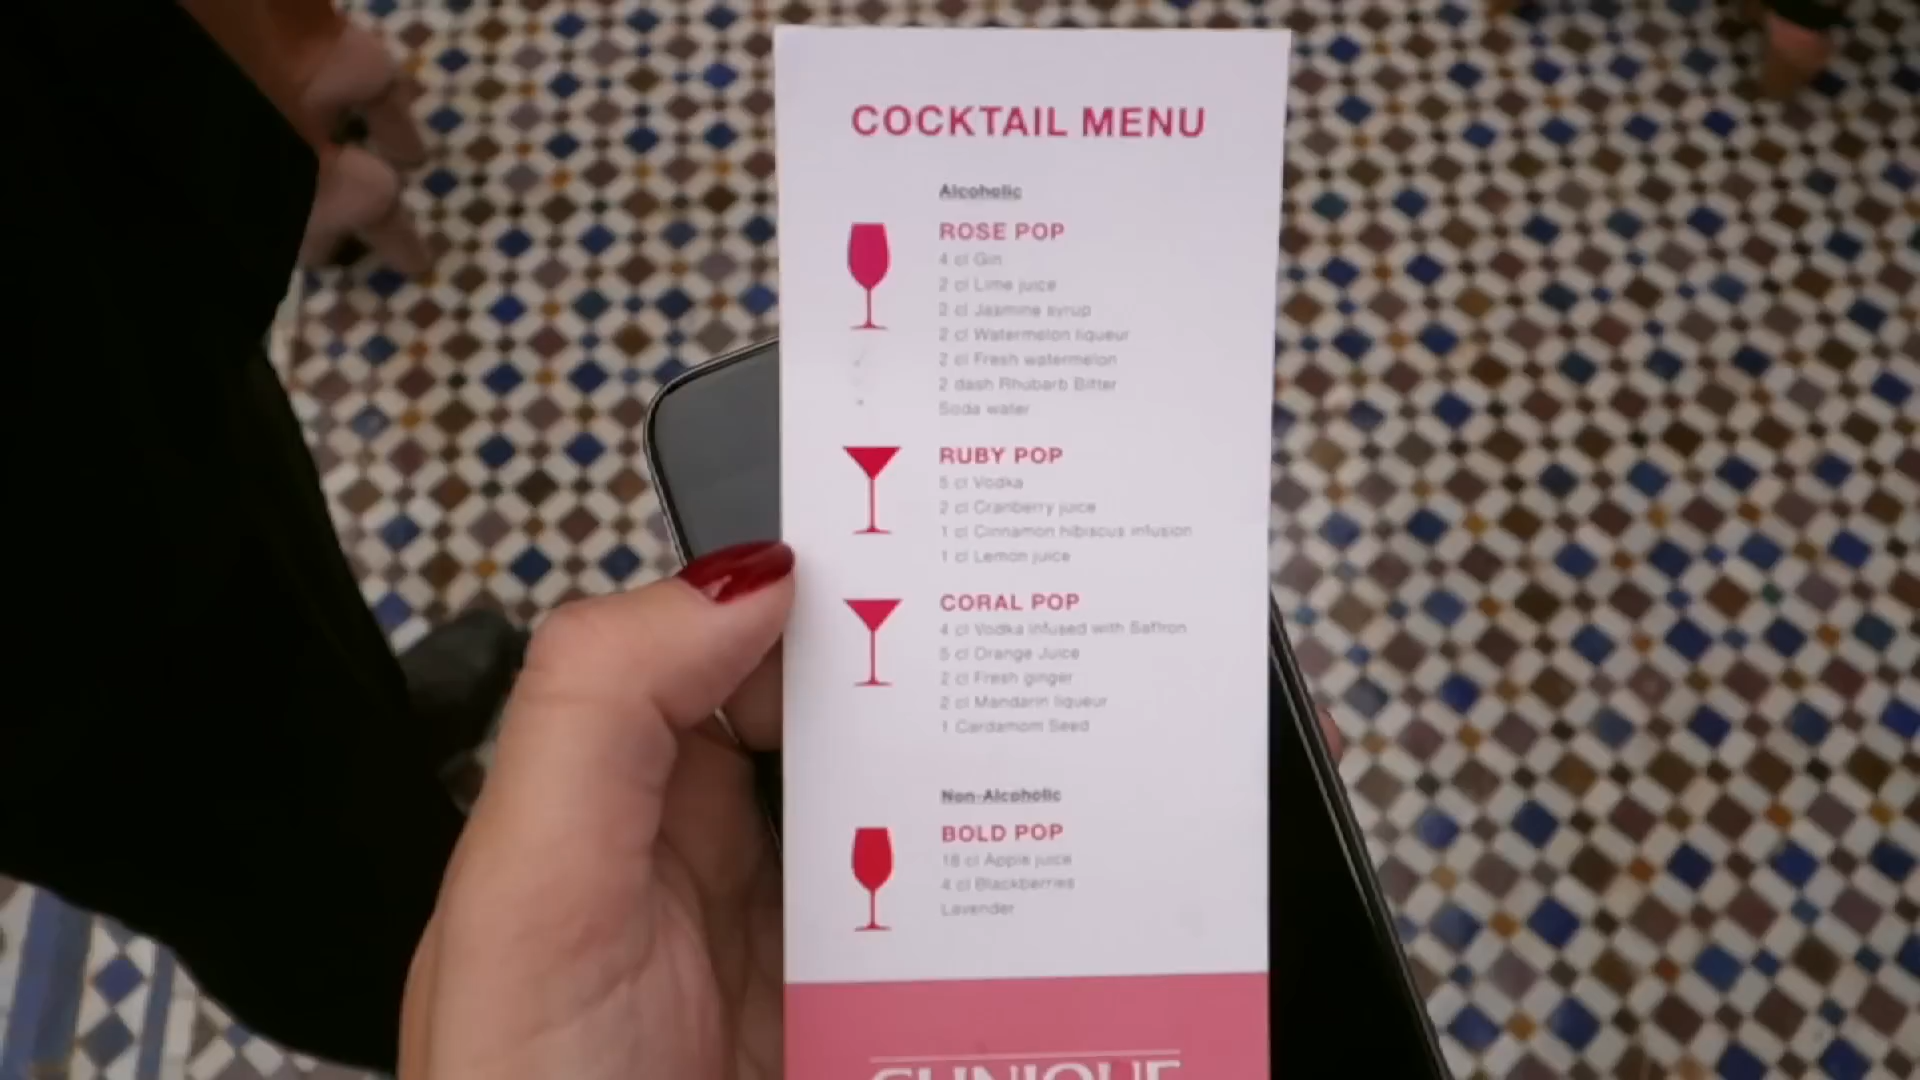 COCKTAIL MENU
Alcoholic
ROSE POP
4 cl Gin
2 cl Lime juice
2 cl Jasmine syrup
2 cl Watermelon liqueur
2 cl Fresh watermelon
2 dash Rhubarb Bitter
Soda water
RUBY POP
5 cl Vodka
2 cl Cranberry juice
1 cl Cinnamon hibiscus infusion
1 cl Lemon juice
CORAL POP
4 cl Vodka infused with Saffron
5 cl Orange Juice
2 cl Fresh ginger
2 cl Mandarin liqueur
1 Cardamom Seed
Non-Alcoholic
BOLD POP
18 cl Apple juice
4 cl Blackberries
Lavender
CLINIQUE